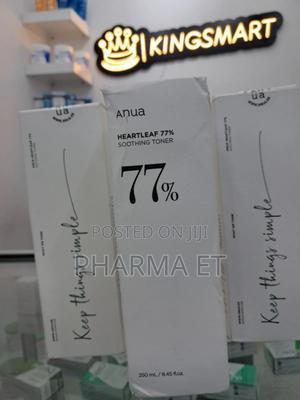 KINGSMART
Anua
HEARTLEAF 77%
SOOTHING TONER
77%
POSTED ON JIJI
PHARMA ET
Keep things simple
Keep things simple
250 mL / 8.45 fl.oz.